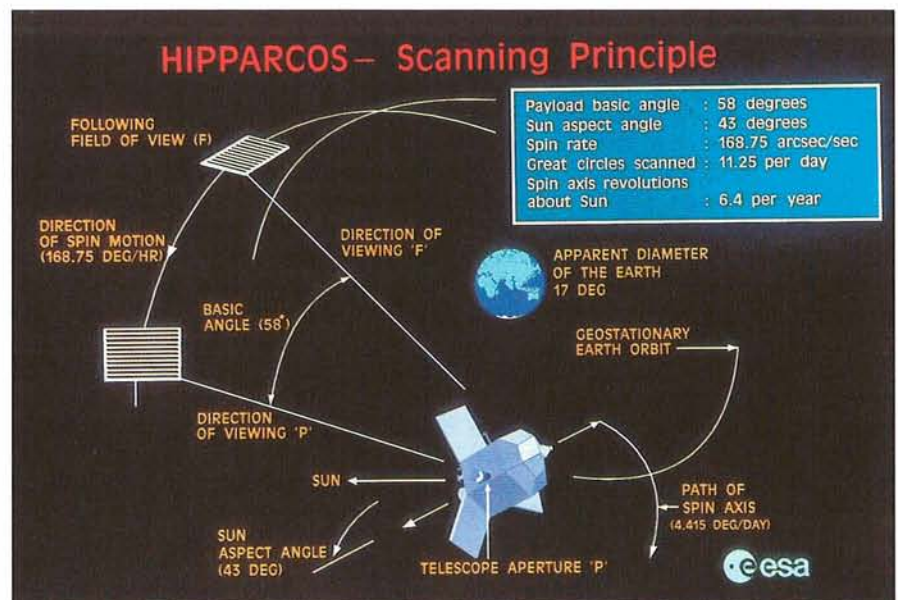 HIPPARCOS – Scanning Principle
Payload basic angle : 58 degrees
Sun aspect angle : 43 degrees
Spin rate : 168.75 arcsec/sec
Great circles scanned : 11.25 per day
Spin axis revolutions
about Sun : 6.4 per year
FOLLOWING
FIELD OF VIEW (F)
DIRECTION
OF SPIN MOTION
(168.75 DEG/HR)
DIRECTION OF
VIEWING 'F'
APPARENT DIAMETER
OF THE EARTH
17 DEG
BASIC
ANGLE (58°)
GEOSTATIONARY
EARTH ORBIT
DIRECTION
OF VIEWING 'P'
SUN
PATH OF
SPIN AXIS
(4.415 DEG/DAY)
SUN
ASPECT ANGLE
(43 DEG)
TELESCOPE APERTURE 'P'
esa